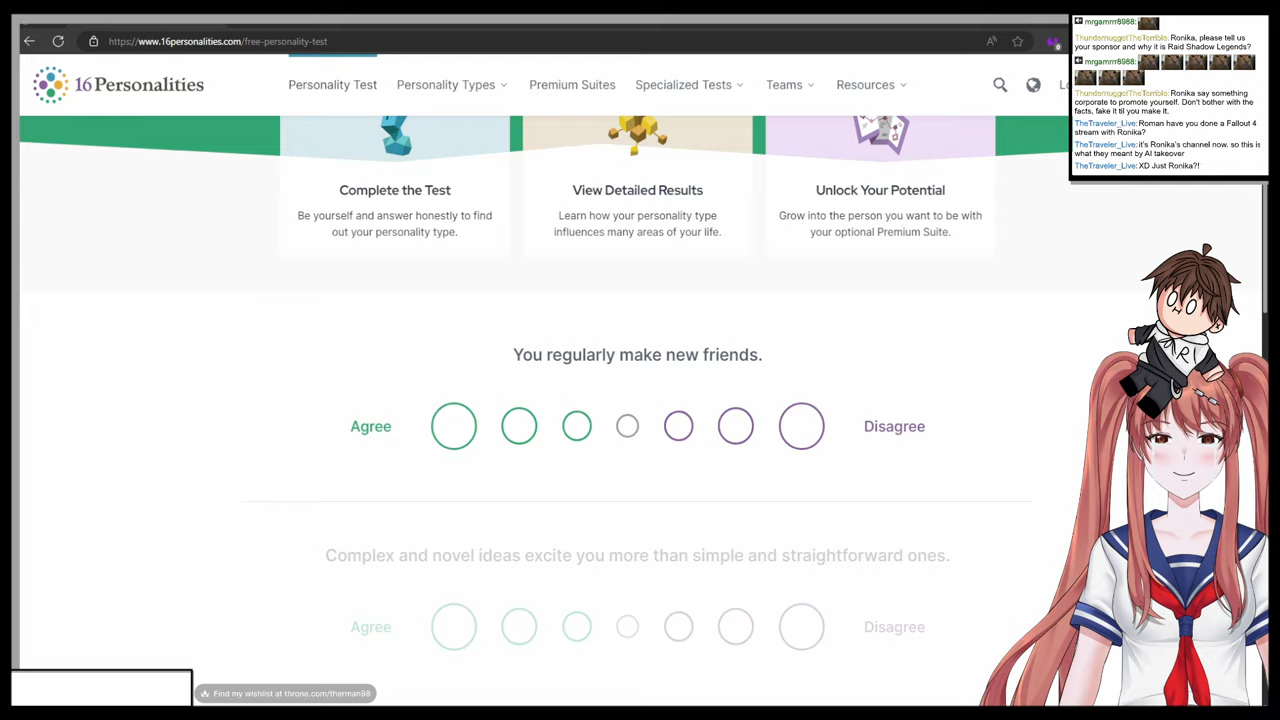 https://www.16personalities.com/free-personality-test
16Personalities
Personality Test
Personality Types
Premium Suites
Specialized Tests
Teams
Resources
Complete the Test
Be yourself and answer honestly to find
out your personality type.
View Detailed Results
Learn how your personality type
influences many areas of your life.
Unlock Your Potential
Grow into the person you want to be with
your optional Premium Suite.
You regularly make new friends.
Agree
Disagree
Complex and novel ideas excite you more than simple and straightforward ones.
Agree
Disagree
Find my wishlist at throne.com/therman98
mrgamrrr8988:
ThundernuggetTheTerrible: Ronika, please tell us
your sponsor and why it is Raid Shadow Legends?
mrgamrrr8988:
ThundernuggetTheTerrible: Ronika say something
corporate to promote yourself. Don't bother with the
facts, fake it til you make it.
TheTraveler_Live: Roman have you done a Fallout 4
stream with Ronika?
TheTraveler_Live: it's Ronika's channel now. so this is
what they meant by AI takeover
TheTraveler_Live: XD Just Ronika?!
R